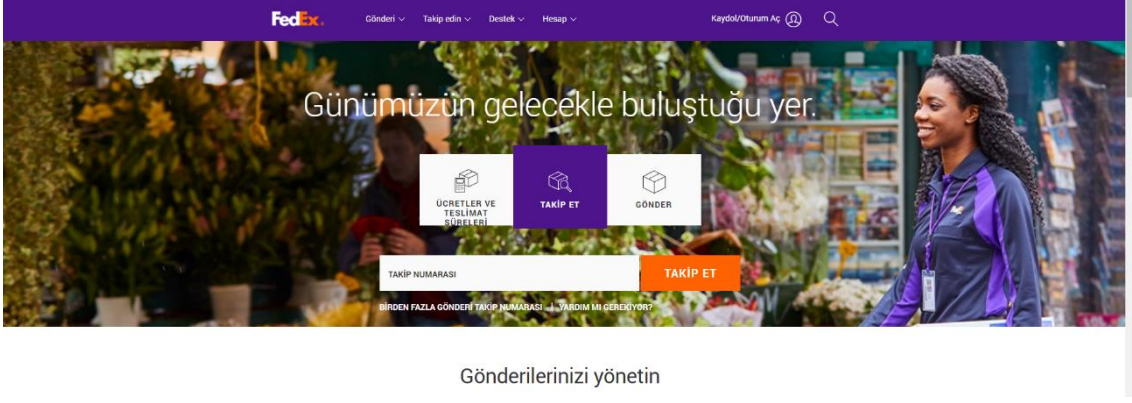 FedEx.
Gönderi
Takip edin
Destek
Hesap
Kaydol/Oturum Aç
Günümüzün gelecekle buluştuğu yer.
ÜCRETLER VE
TESLİMAT
SÜRELERİ
TAKİP ET
GÖNDER
TAKİP NUMARASI
TAKİP ET
BİRDEN FAZLA GÖNDERİ TAKİP NUMARASI | YARDIM MI GEREKİYOR?
Gönderilerinizi yönetin